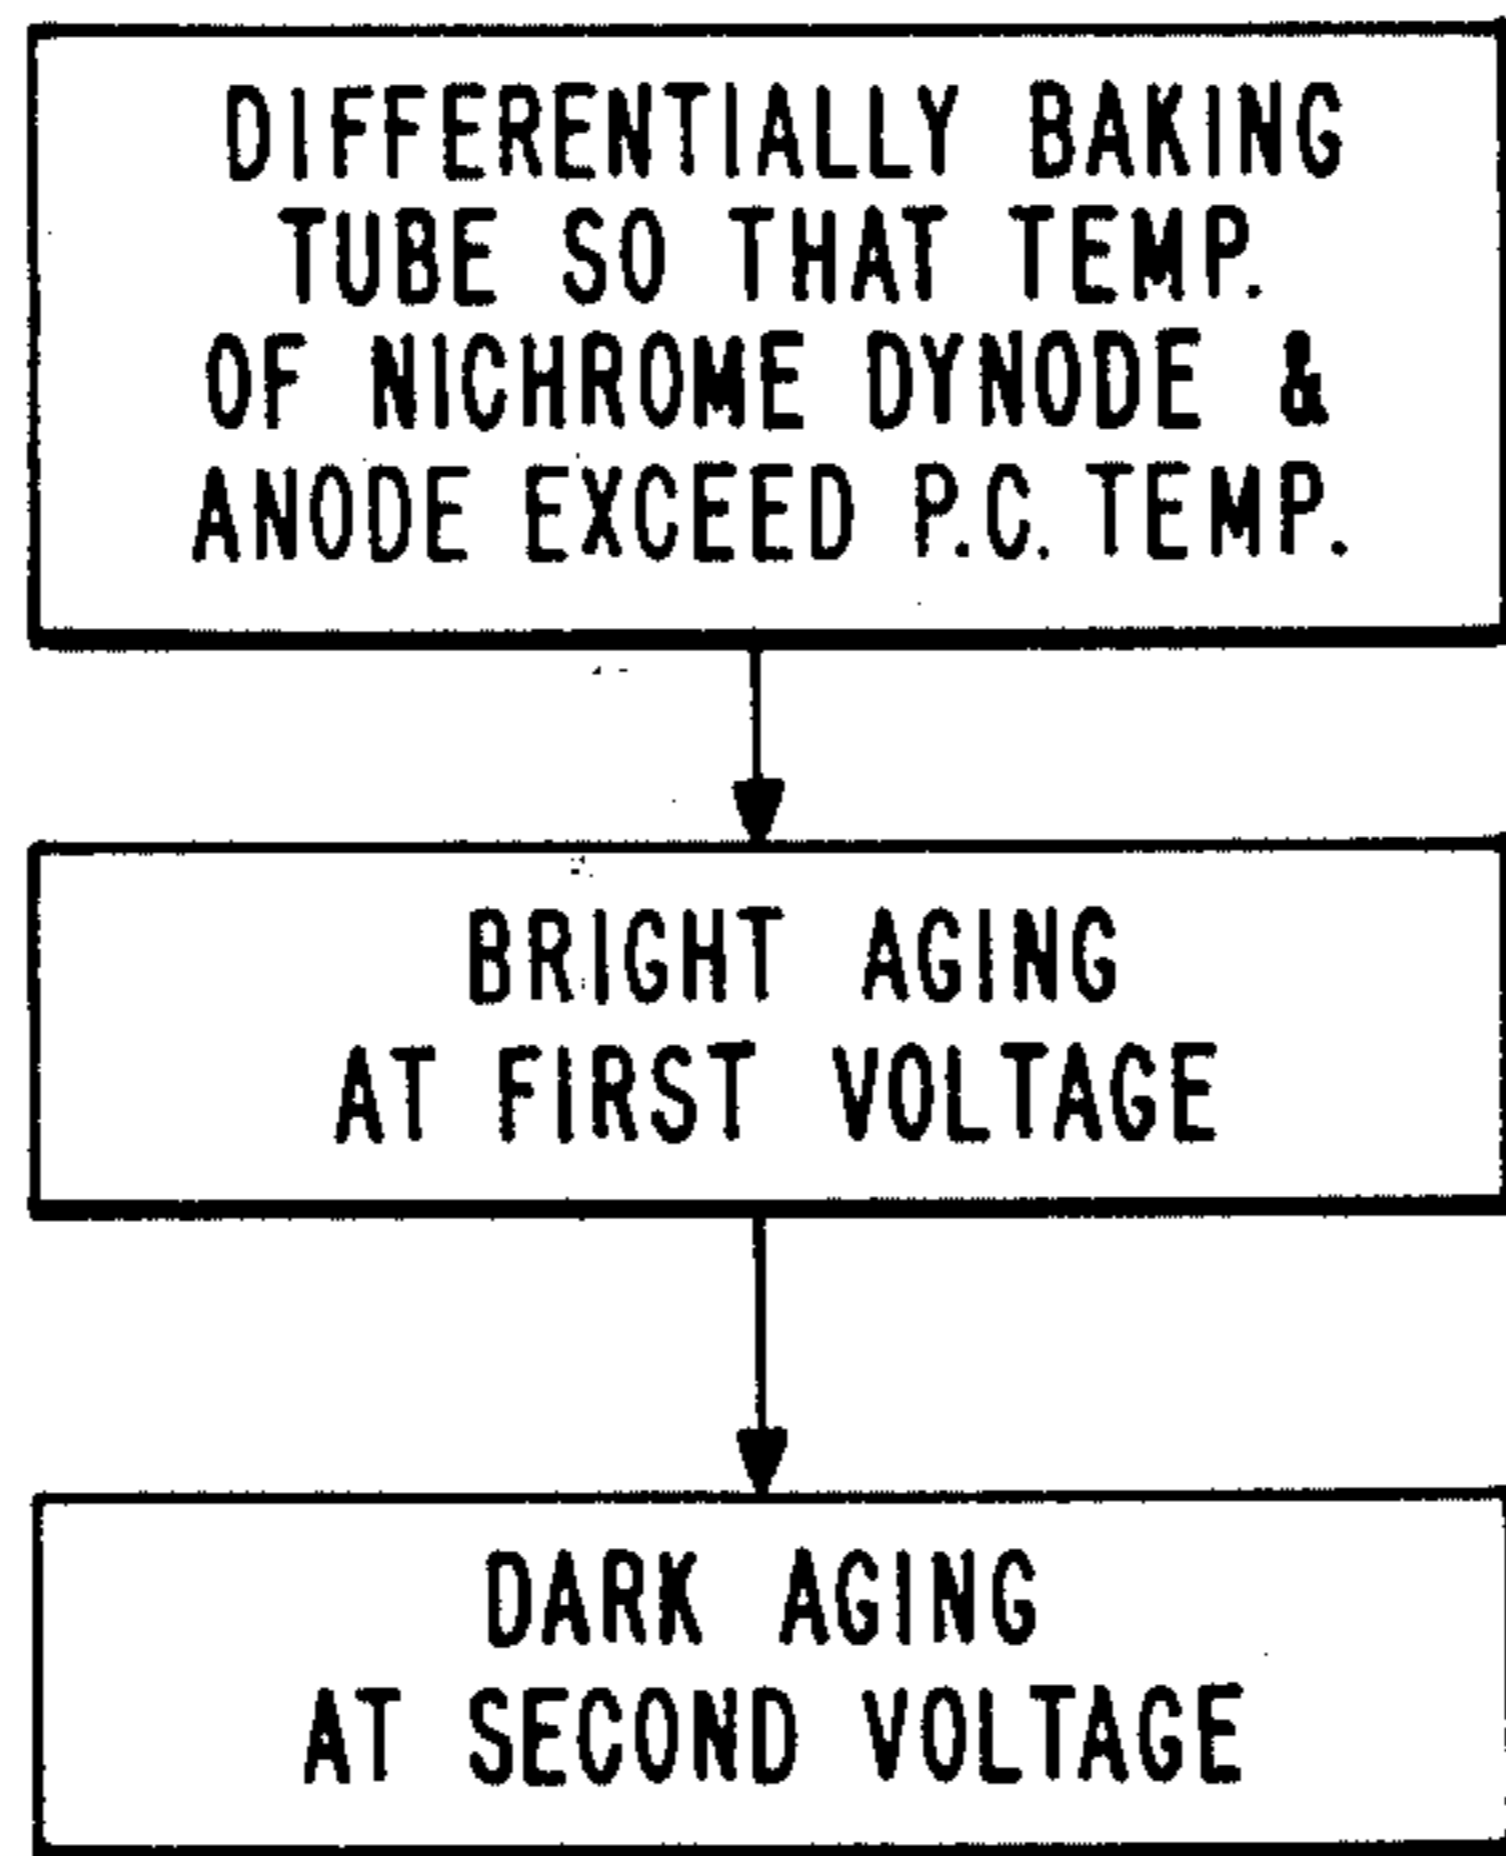 DIFFERENTIALLY BAKING
TUBE SO THAT TEMP.
OF NICHROME DYNODE &
ANODE EXCEED P.C. TEMP.
BRIGHT AGING
AT FIRST VOLTAGE
DARK AGING
AT SECOND VOLTAGE